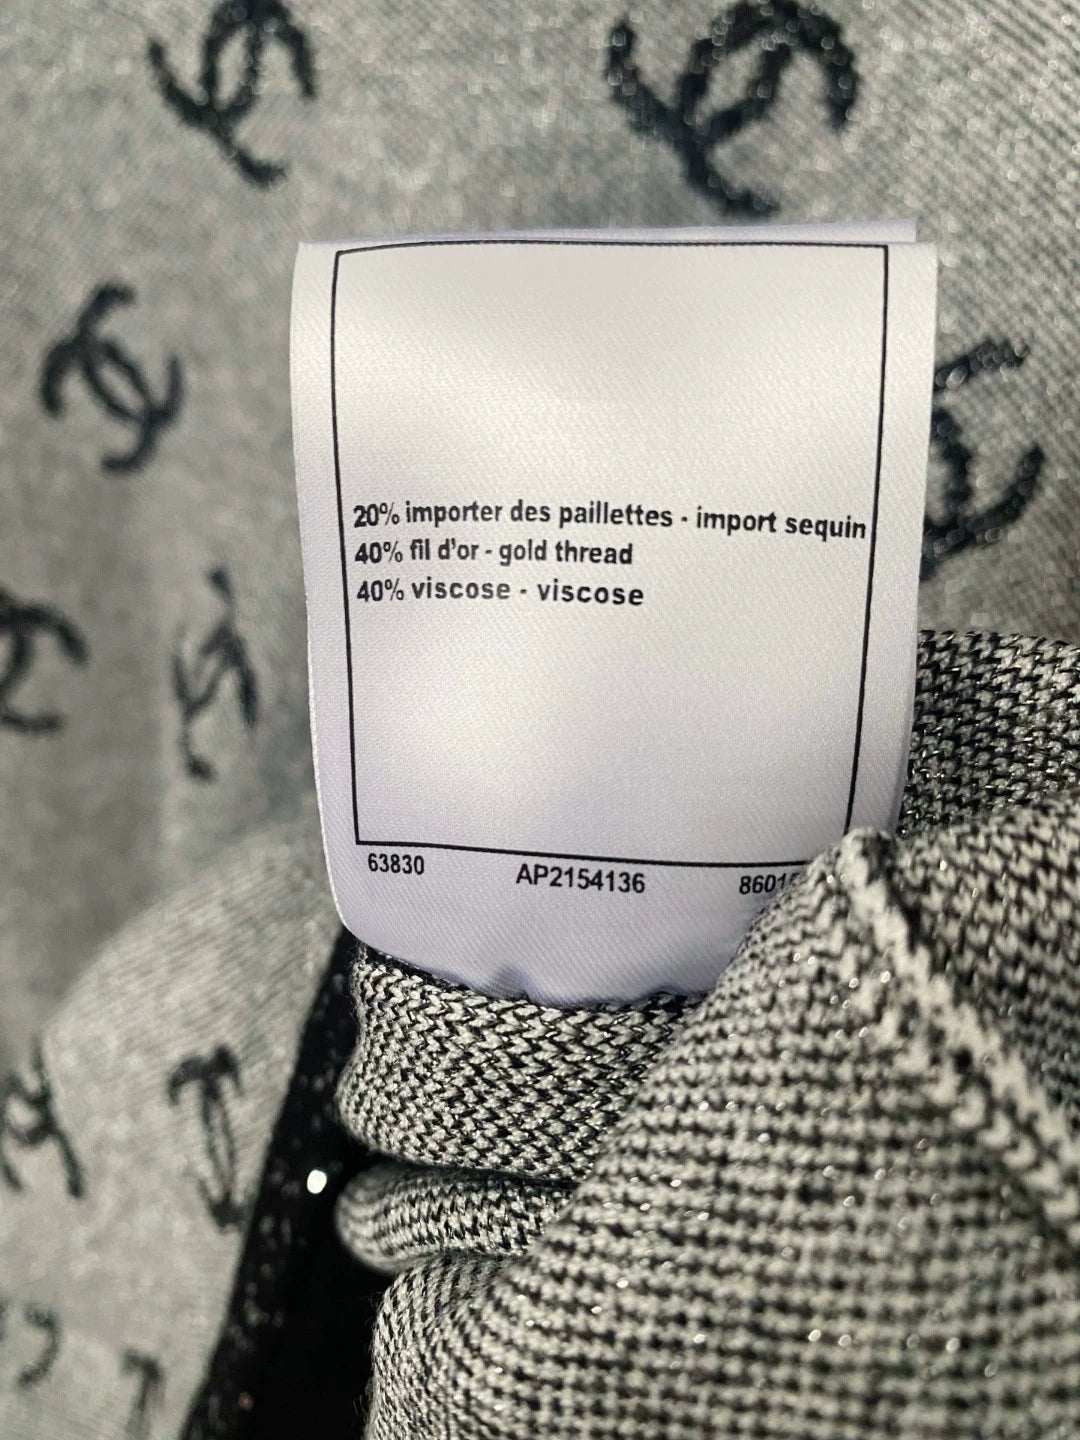 20% importer des paillettes - import sequin
40% fil d'or - gold thread
40% viscose - viscose
63830 AP2154136